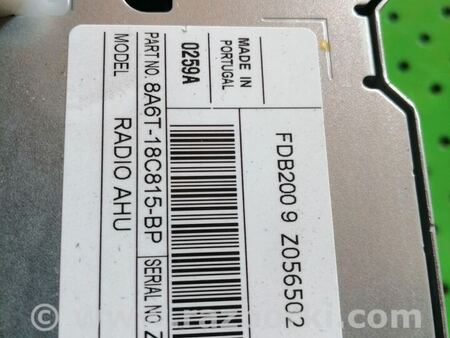 MADE IN
PORTUGAL
0259A
FDB200 9 Z056502
PART NO. 8A6T-18C815-BP SERIAL NO
MODEL RADIO AHU